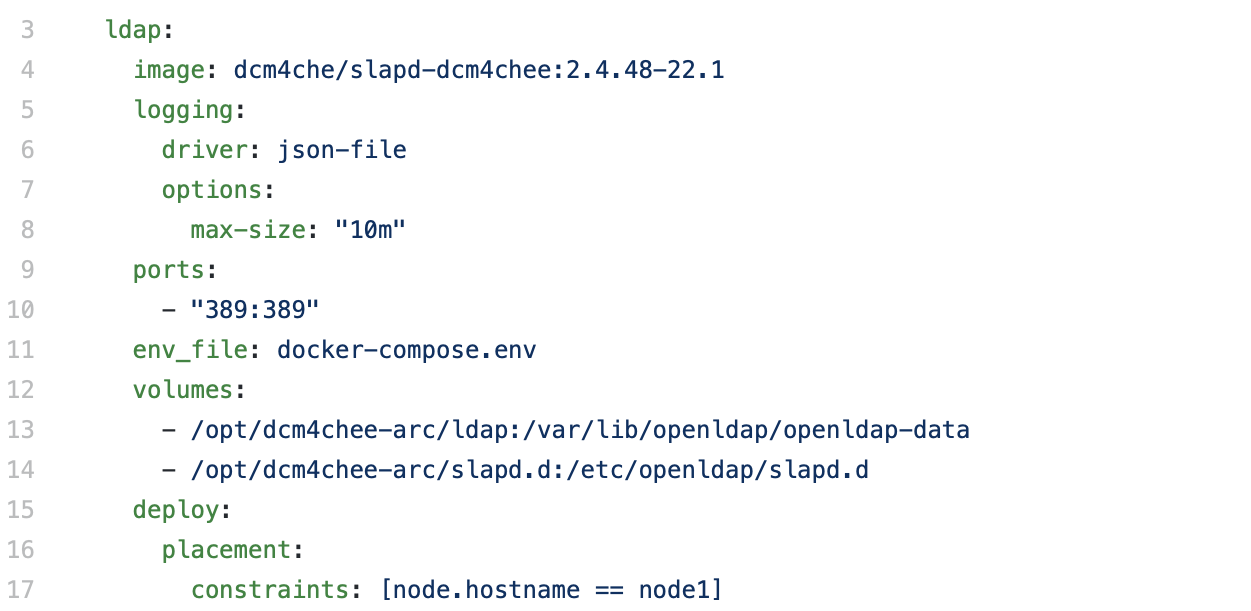 3 ldap:
4 image: dcm4che/slapd-dcm4chee:2.4.48-22.1
5 logging:
6 driver: json-file
7 options:
8 max-size: "10m"
9 ports:
10 - "389:389"
11 env_file: docker-compose.env
12 volumes:
13 - /opt/dcm4chee-arc/ldap:/var/lib/openldap/openldap-data
14 - /opt/dcm4chee-arc/slapd.d:/etc/openldap/slapd.d
15 deploy:
16 placement:
17 constraints: [node.hostname == node1]